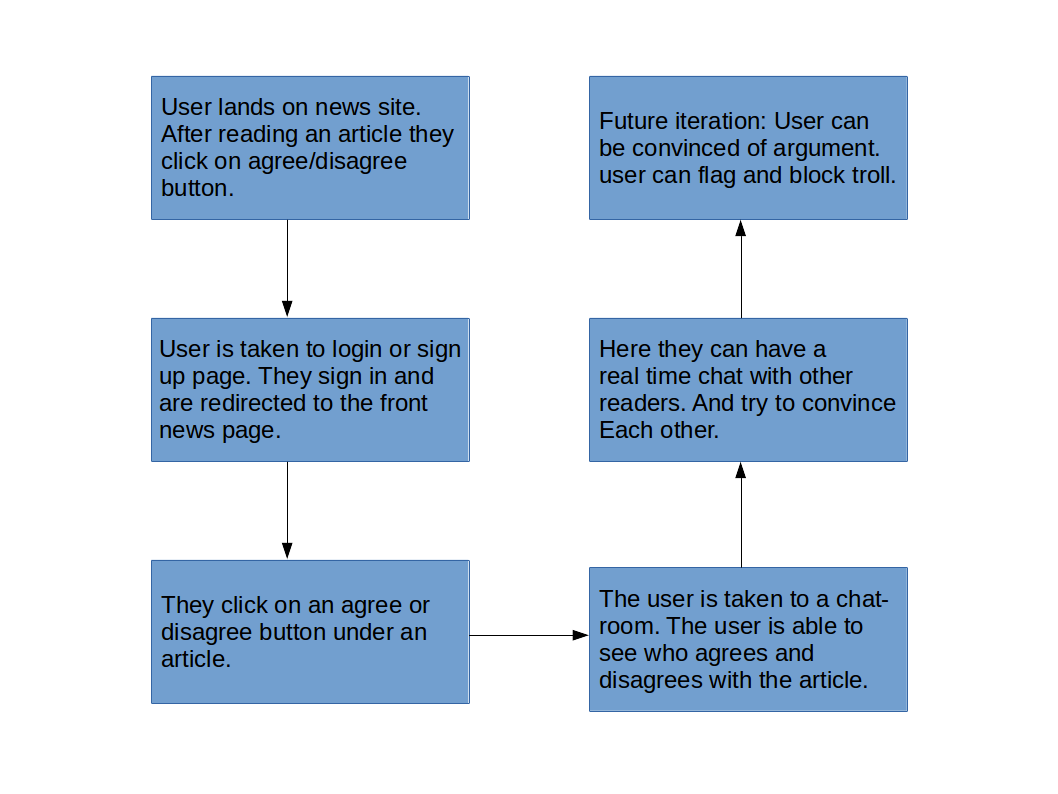 User lands on news site.
After reading an article they
click on agree/disagree
button.
User is taken to login or sign
up page. They sign in and
are redirected to the front
news page.
They click on an agree or
disagree button under an
article.
The user is taken to a chat-
room. The user is able to
see who agrees and
disagrees with the article.
Here they can have a
real time chat with other
readers. And try to convince
Each other.
Future iteration: User can
be convinced of argument.
user can flag and block troll.